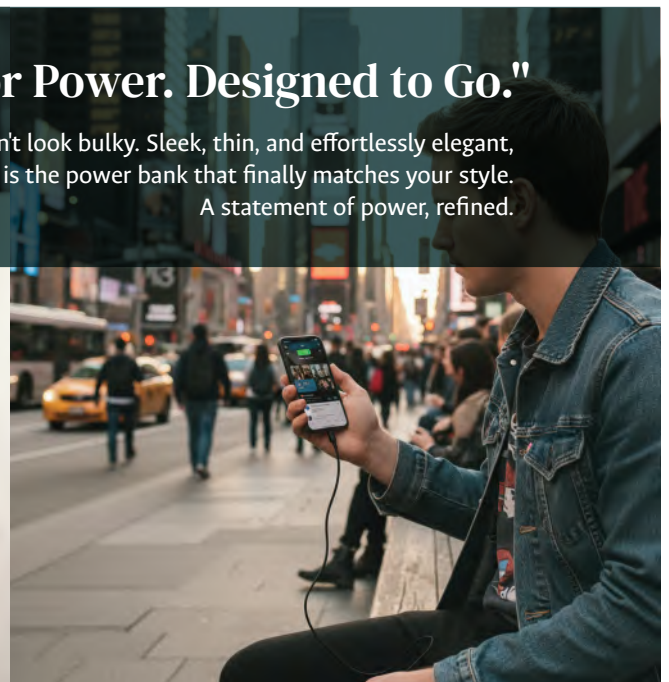 r Power. Designed to Go."
n't look bulky. Sleek, thin, and effortlessly elegant,
is the power bank that finally matches your style.
A statement of power, refined.